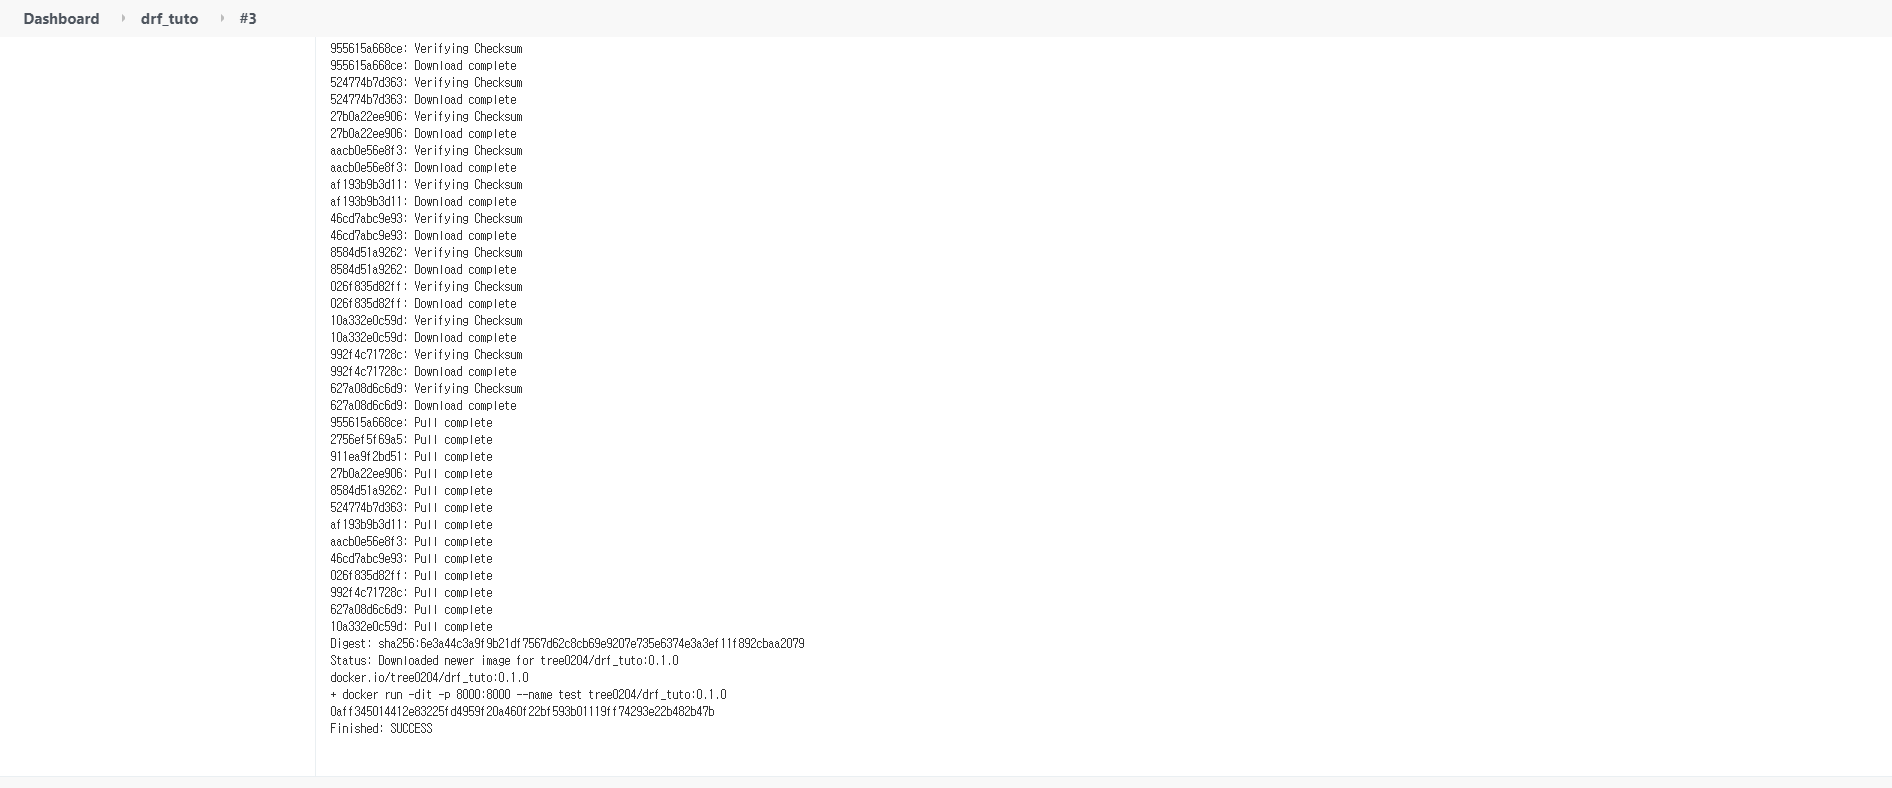 Dashboard drf_tuto #3
955615a668ce: Verifying Checksum
955615a668ce: Download complete
524774b7d363: Verifying Checksum
524774b7d363: Download complete
27b0a22ee906: Verifying Checksum
27b0a22ee906: Download complete
aacb0e56e8f3: Verifying Checksum
aacb0e56e8f3: Download complete
af193b9b3d11: Verifying Checksum
af193b9b3d11: Download complete
46cd7abc9e93: Verifying Checksum
46cd7abc9e93: Download complete
8584d51a9262: Verifying Checksum
8584d51a9262: Download complete
026f835d82ff: Verifying Checksum
026f835d82ff: Download complete
10a332e0c59d: Verifying Checksum
10a332e0c59d: Download complete
992f4c71728c: Verifying Checksum
992f4c71728c: Download complete
627a08d6c6d9: Verifying Checksum
627a08d6c6d9: Download complete
955615a668ce: Pull complete
2756ef5f69a5: Pull complete
911ea9f2bd51: Pull complete
27b0a22ee906: Pull complete
8584d51a9262: Pull complete
524774b7d363: Pull complete
af193b9b3d11: Pull complete
aacb0e56e8f3: Pull complete
46cd7abc9e93: Pull complete
026f835d82ff: Pull complete
992f4c71728c: Pull complete
627a08d6c6d9: Pull complete
10a332e0c59d: Pull complete
Digest: sha256:6e3a44c3a9f9b21df7567d62c8cb69e9207e735e6374e3a3ef11f892cbaa2079
Status: Downloaded newer image for tree0204/drf_tuto:0.1.0
docker.io/tree0204/drf_tuto:0.1.0
+ docker run -dit -p 8000:8000 --name test tree0204/drf_tuto:0.1.0
0aff345014412e83225fd4959f20a460f22bf593b01119ff74293e22b482b47b
Finished: SUCCESS